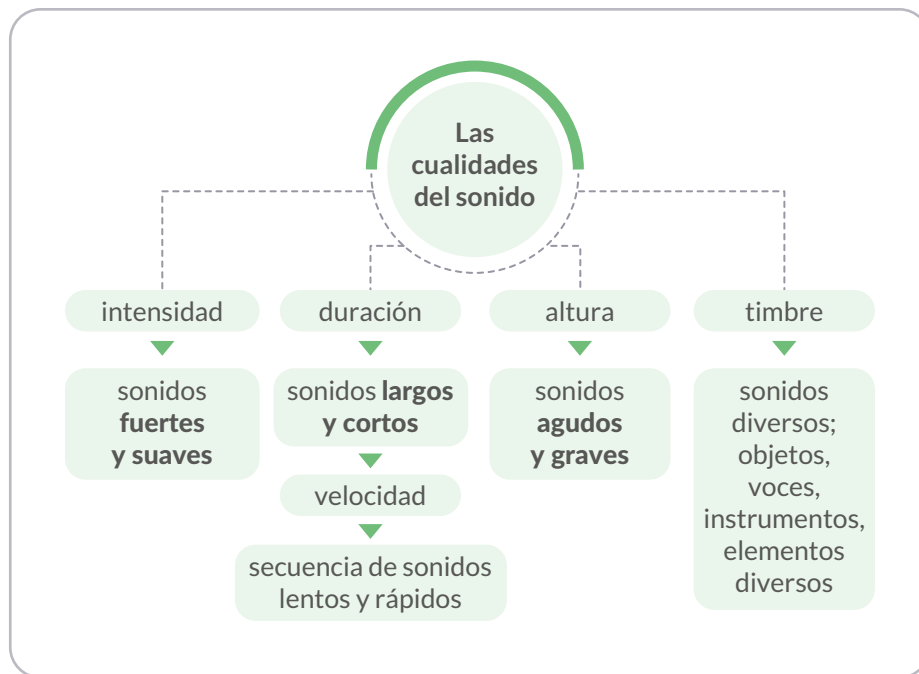 Las
cualidades
del sonido
intensidad
sonidos
fuertes
y suaves
duración
sonidos largos
y cortos
velocidad
secuencia de sonidos
lentos y rápidos
altura
sonidos
agudos
y graves
timbre
sonidos
diversos;
objetos,
voces,
instrumentos,
elementos
diversos